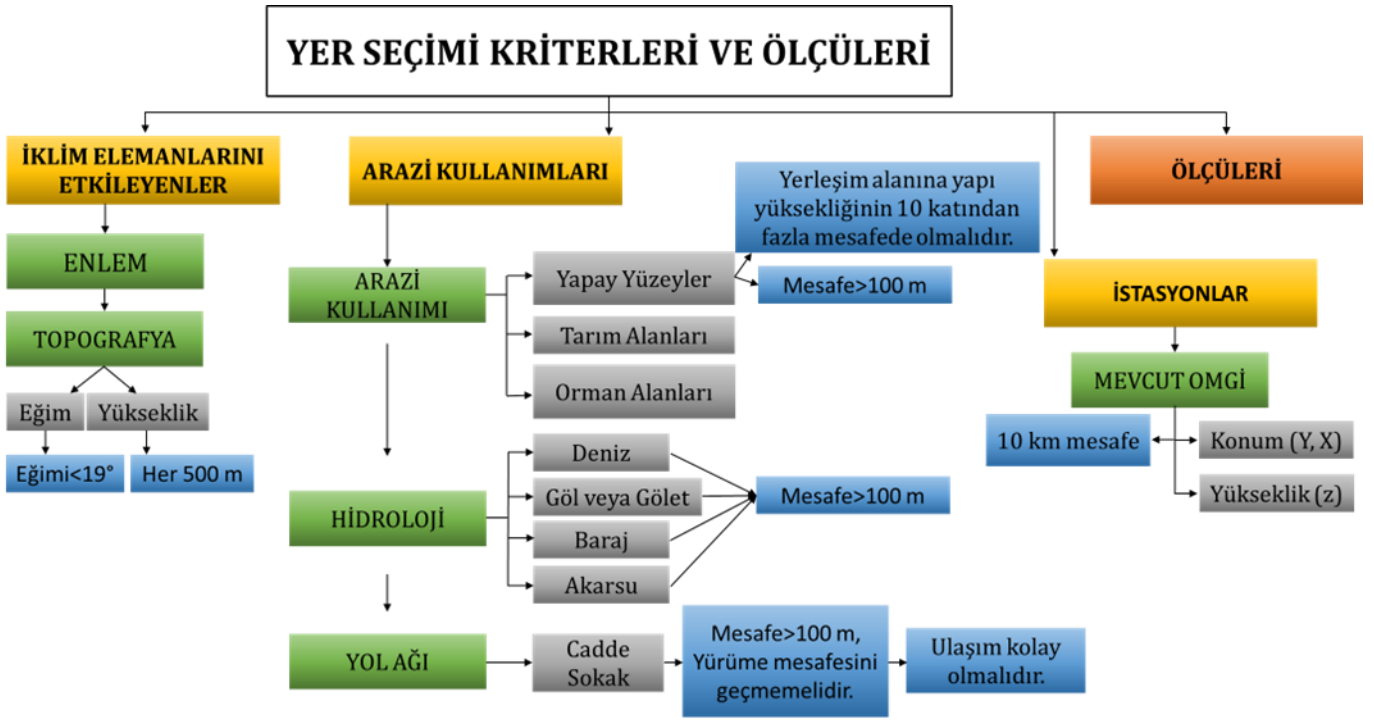 YER SEÇİMİ KRİTERLERİ VE ÖLÇÜLERİ
İKLİM ELEMANLARINI
ETKİLEYENLER
ENLEM
TOPOGRAFYA
Eğim
Yükseklik
Eğimi<19°
Her 500 m
ARAZİ KULLANIMLARI
ARAZİ
KULLANIMI
Yapay Yüzeyler
Yerleşim alanına yapı
yüksekliğinin 10 katından
fazla mesafede olmalıdır.
Mesafe>100 m
Tarım Alanları
Orman Alanları
HİDROLOJİ
Deniz
Göl veya Gölet
Baraj
Akarsu
Mesafe>100 m
YOL AĞI
Cadde
Sokak
Mesafe>100 m,
Yürüme mesafesini
geçmemelidir.
Ulaşım kolay
olmalıdır.
ÖLÇÜLERİ
İSTASYONLAR
MEVCUT OMGİ
10 km mesafe
Konum (Y, X)
Yükseklik (z)